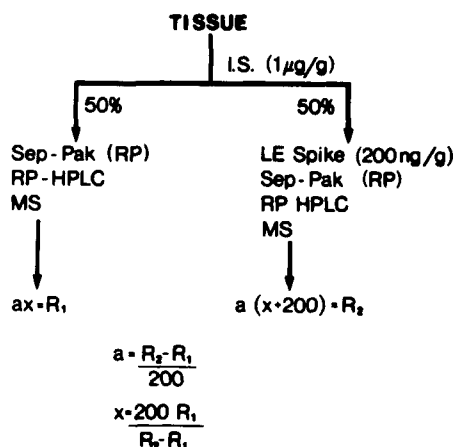 TISSUE
I.S. (1µg/g)
50%
50%
Sep-Pak (RP)
RP-HPLC
MS
LE Spike (200ng/g)
Sep-Pak (RP)
RP HPLC
MS
ax=R₁
a (x+200)=R₂
a = R₂-R₁
200
x = 200 R₁
R₂-R₁